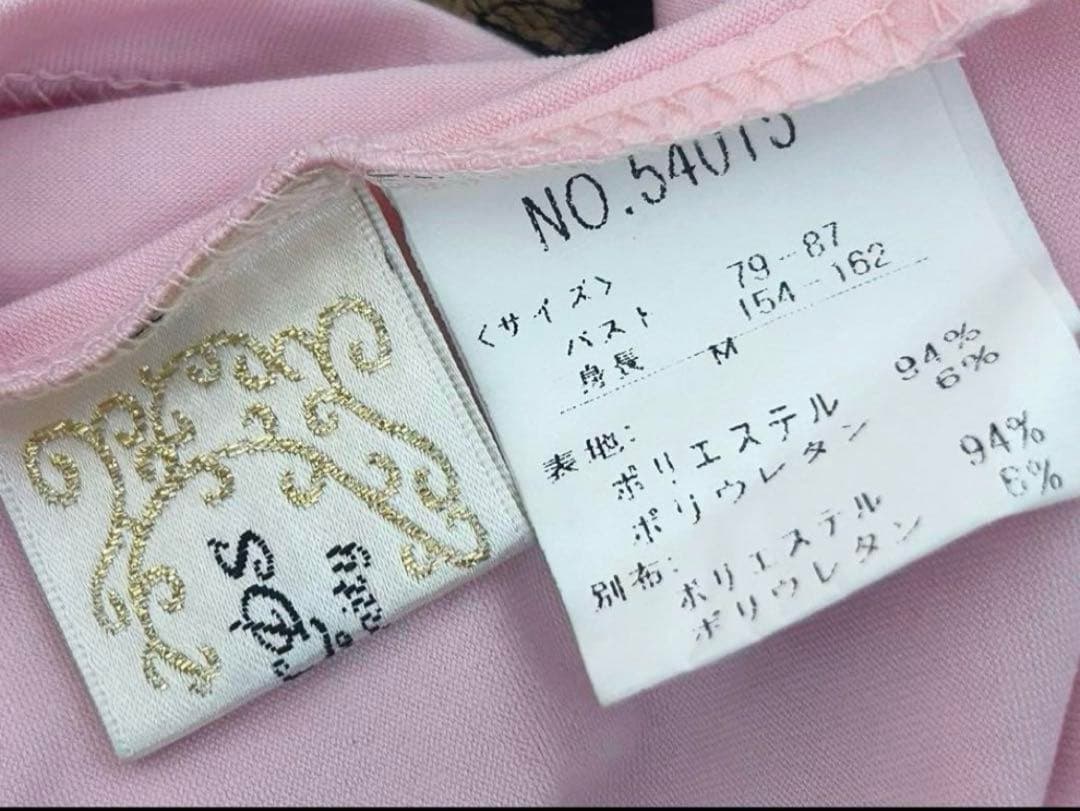 NO.54075
<サイズ>
バスト 79-87
身長 154-162
M
表地:
ポリエステル 94%
ポリウレタン 6%
別布:
ポリエステル 94%
ポリウレタン 6%